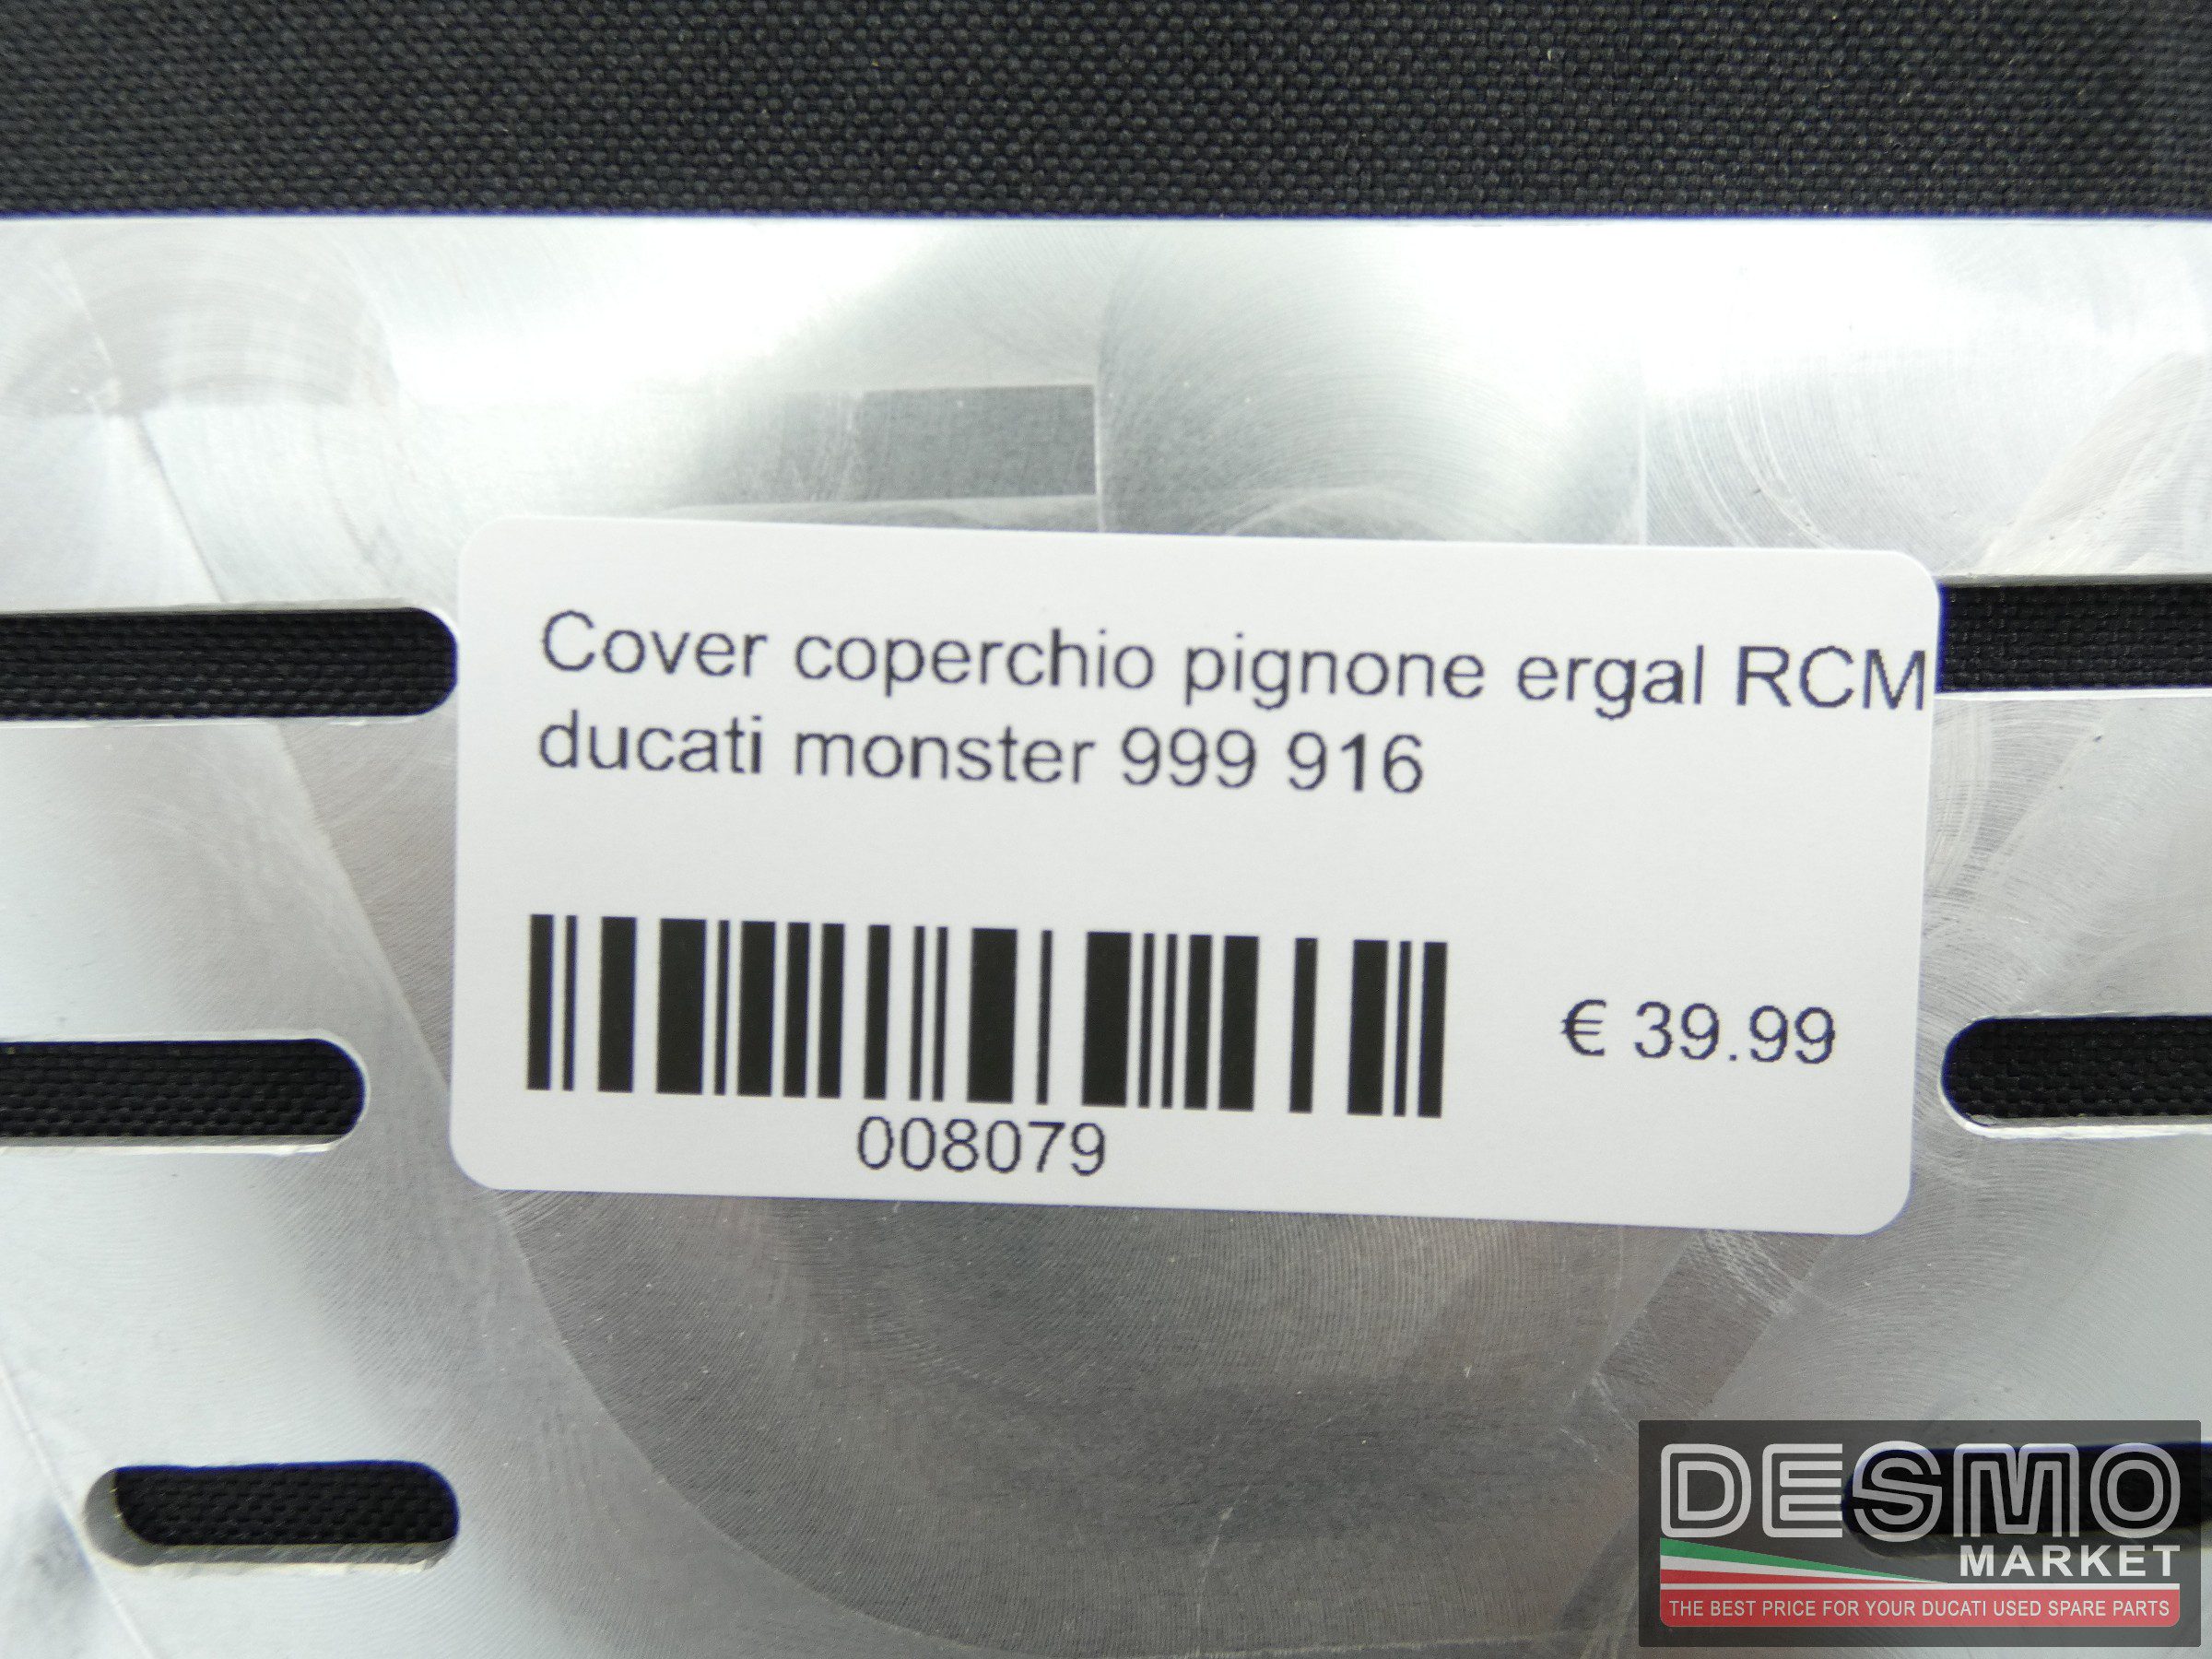 Cover coperchio pignone ergal RCM
ducati monster 999 916
€ 39.99
008079
DESMO
MARKET
THE BEST PRICE FOR YOUR DUCATI USED SPARE PARTS